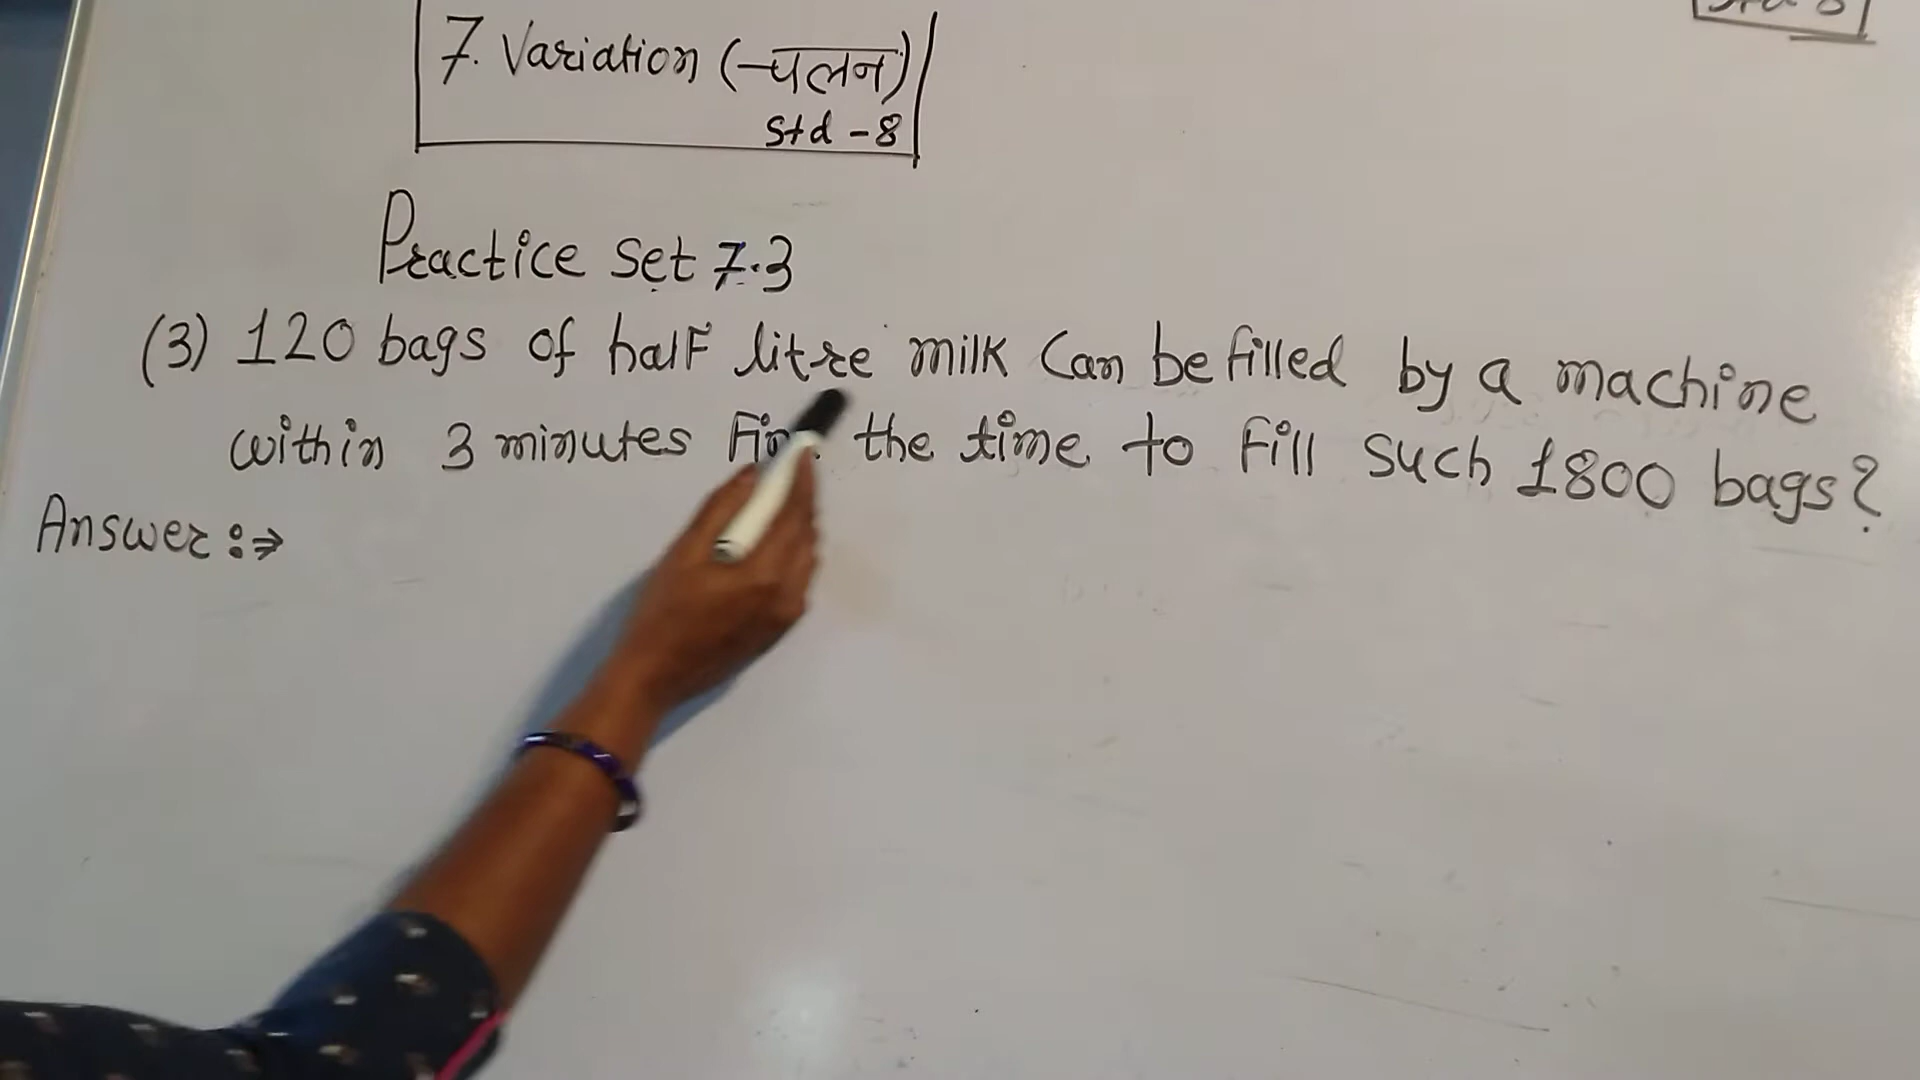 7. Variation (चलन)
Std - 8
Practice Set 7.3
(3) 120 bags of half litre milk Can be filled by a machine
within 3 minutes the time to fill such 1800 bags?
Answer :⇒